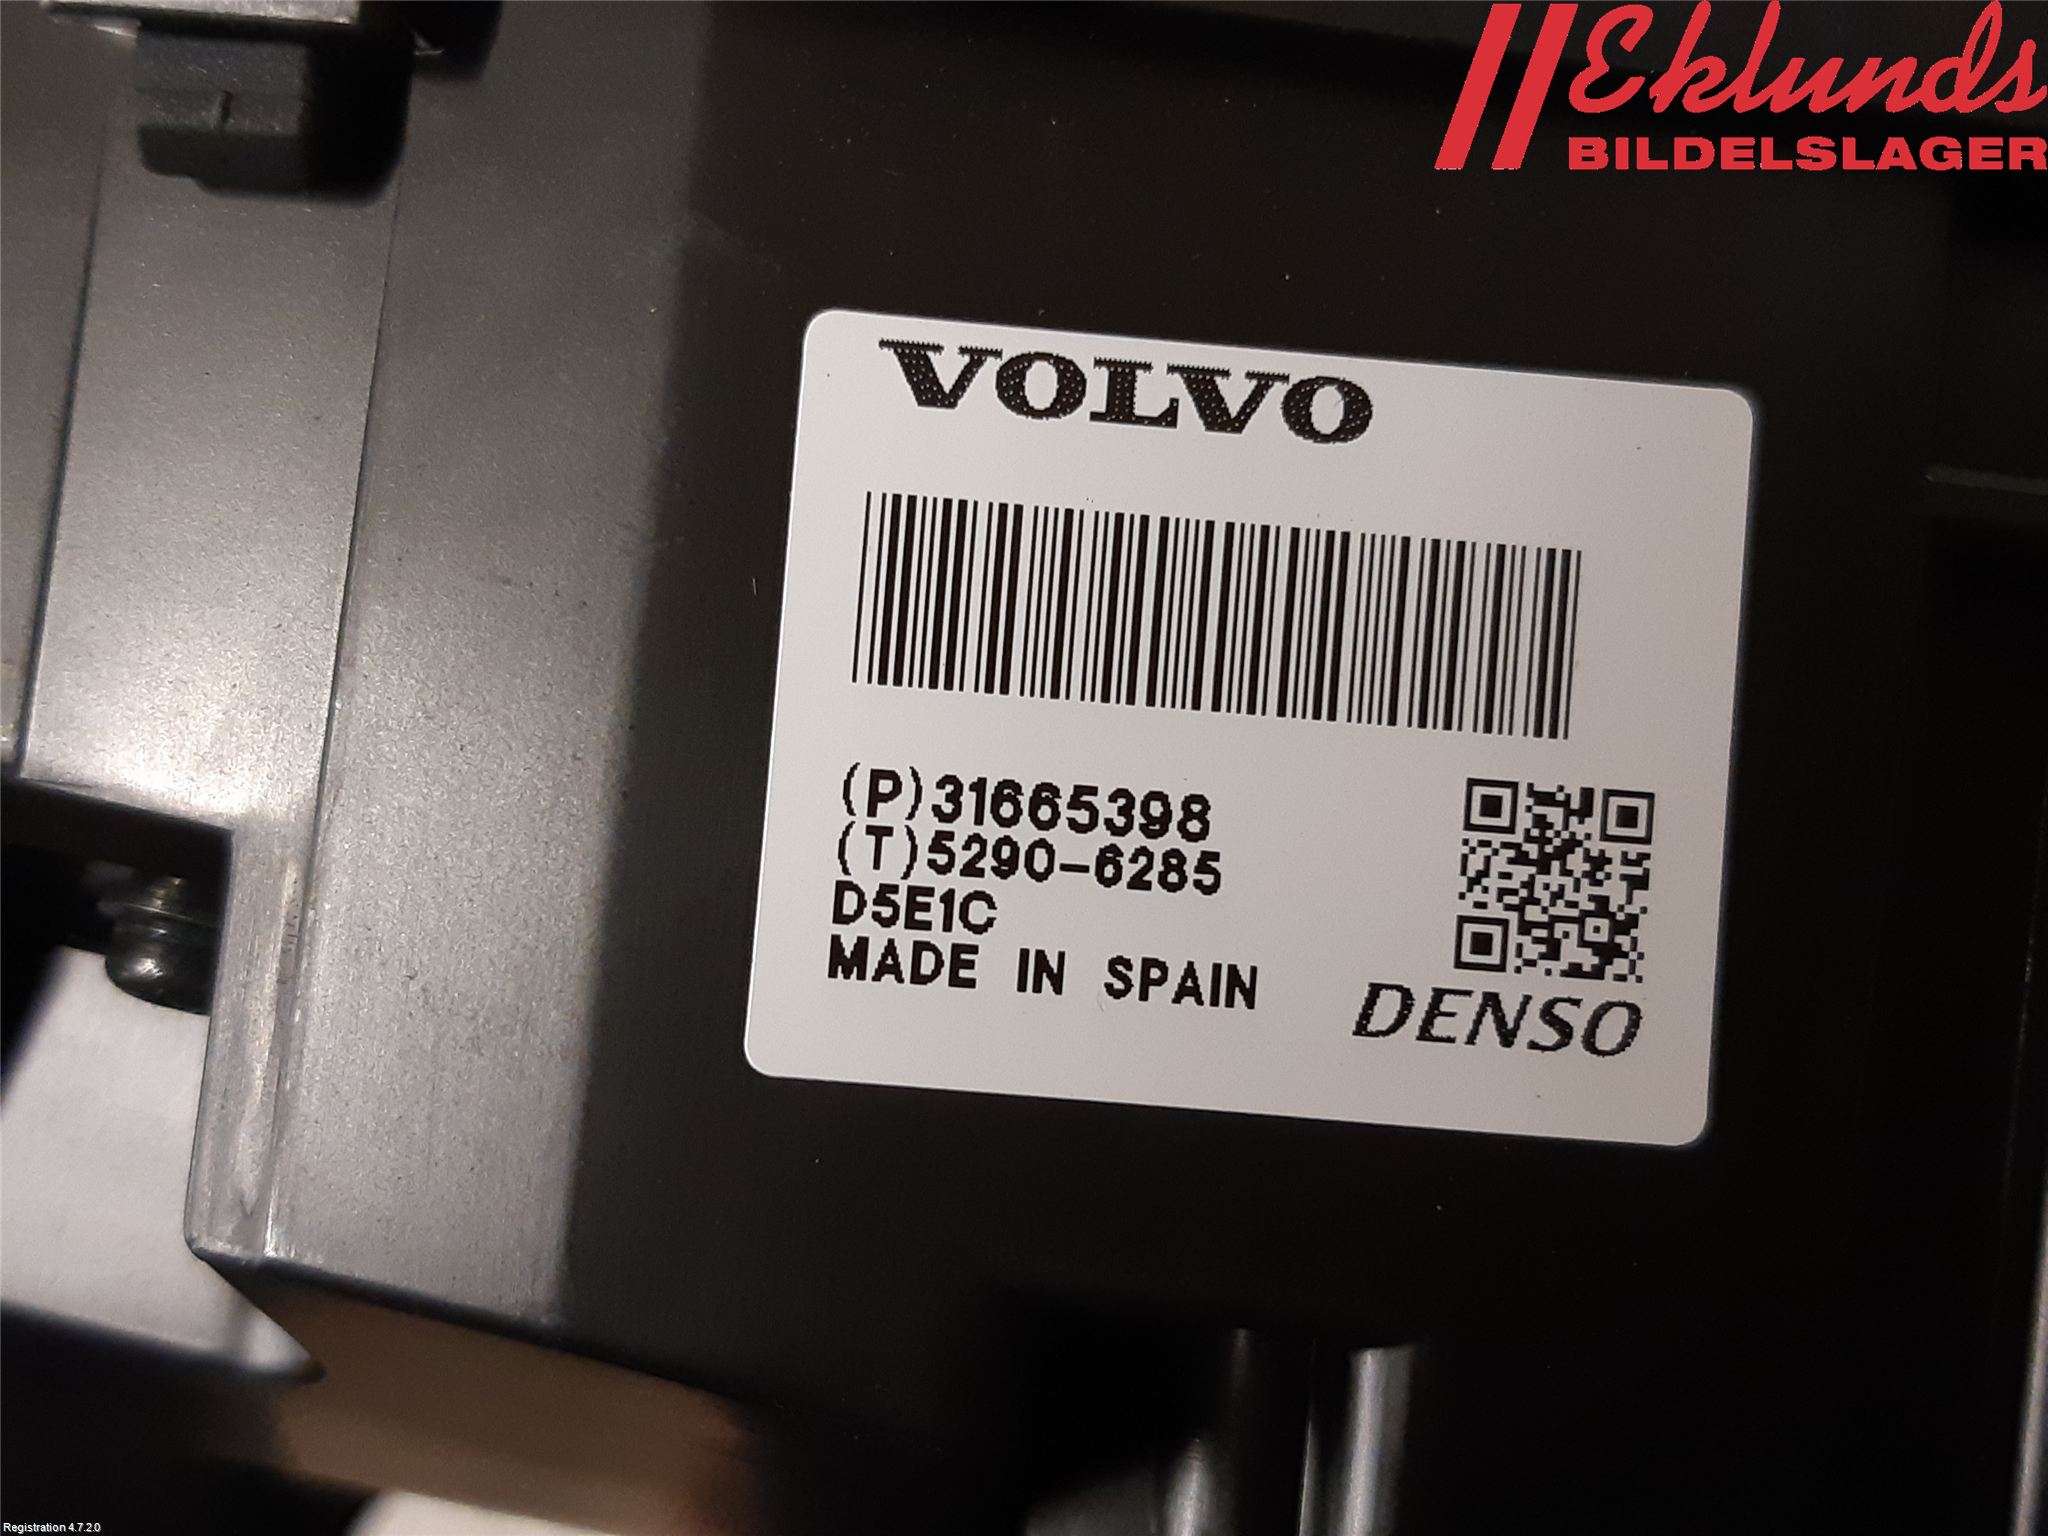 Eklunds
BILDELSLAGER
VOLVO
(P)31665398
(T)5290-6285
D5E1C
MADE IN SPAIN
DENSO
Registration 4.7.2.0